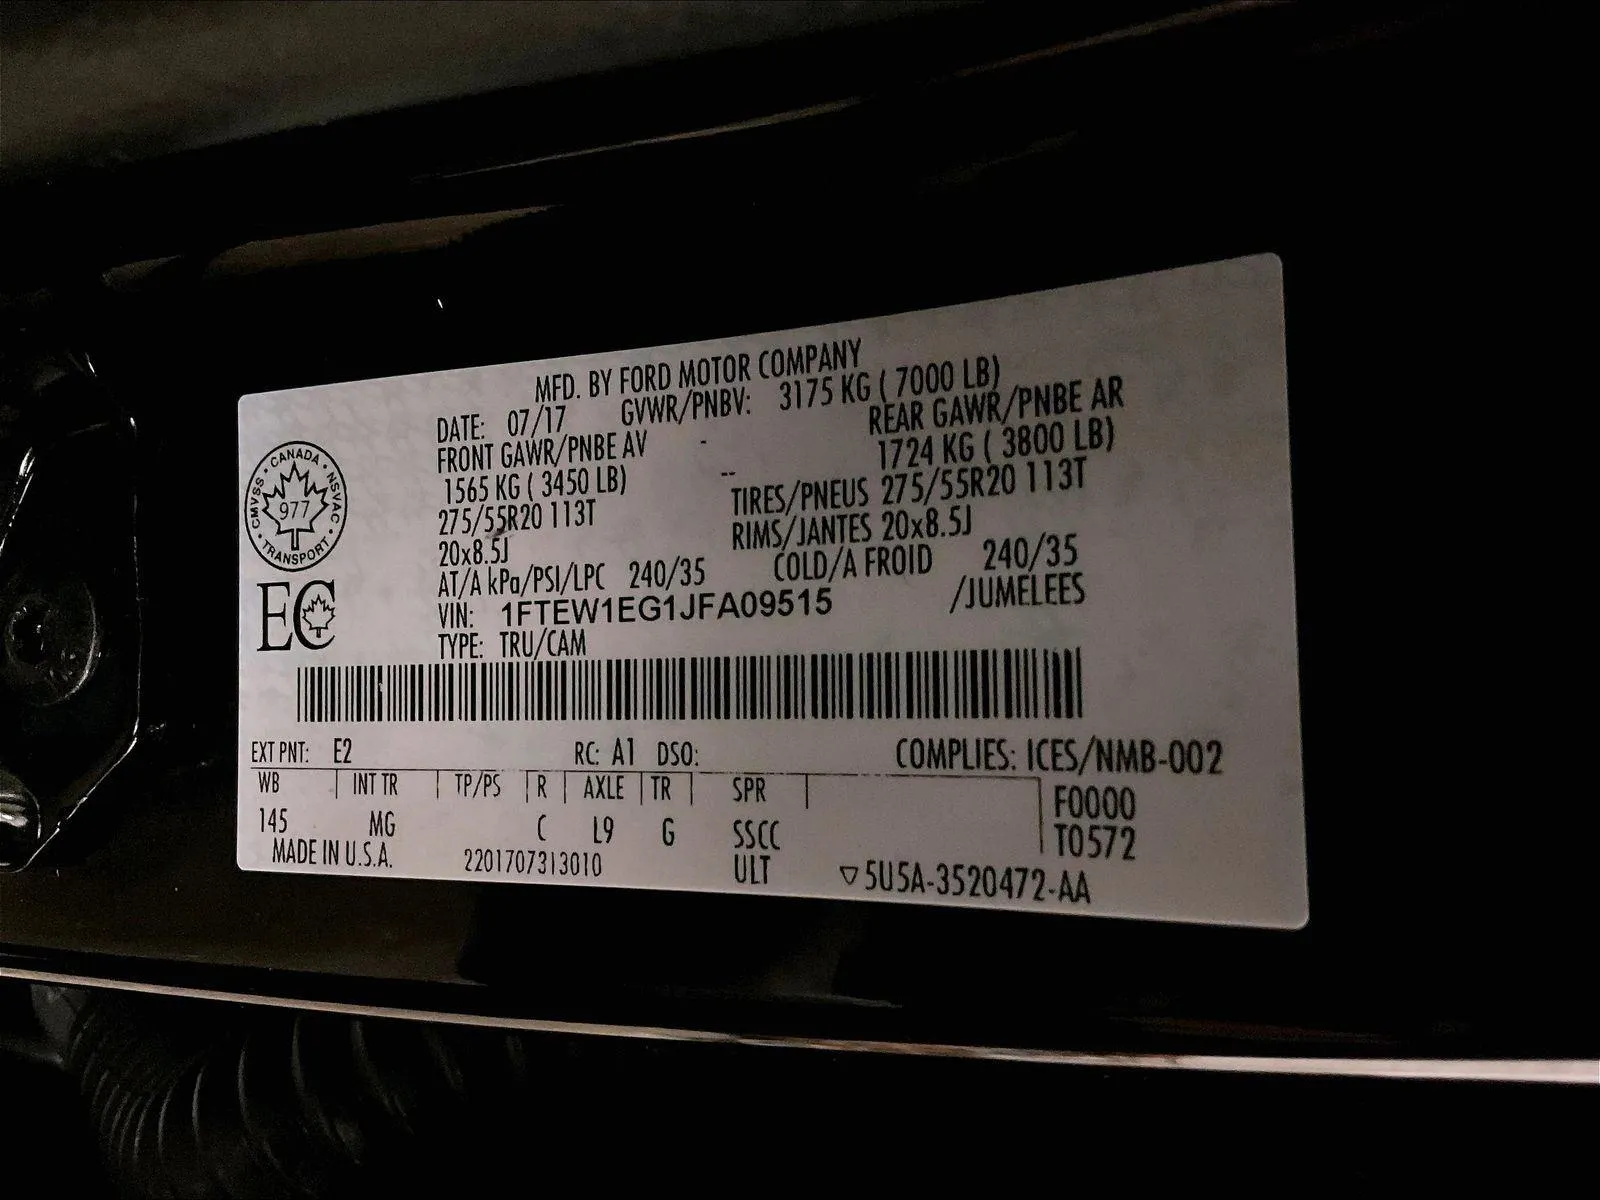 MFD. BY FORD MOTOR COMPANY
DATE: 07/17 GVWR/PNBV: 3175 KG ( 7000 LB)
FRONT GAWR/PNBE AV - REAR GAWR/PNBE AR
1565 KG ( 3450 LB) -- 1724 KG ( 3800 LB)
275/55R20 113T TIRES/PNEUS 275/55R20 113T
20x8.5J RIMS/JANTES 20x8.5J
AT/A kPa/PSI/LPC 240/35 COLD/A FROID 240/35
VIN: 1FTEW1EG1JFA09515 /JUMELEES
TYPE: TRU/CAM
CANADA · NSVAC · TRANSPORT · CMVSS ·
977
EC
EXT PNT: E2 RC: A1 DSO: COMPLIES: ICES/NMB-002
WB INT TR TP/PS R AXLE TR SPR F0000
145 MG C L9 G SSCC T0572
MADE IN U.S.A. 2201707313010 ULT ▽5U5A-3520472-AA